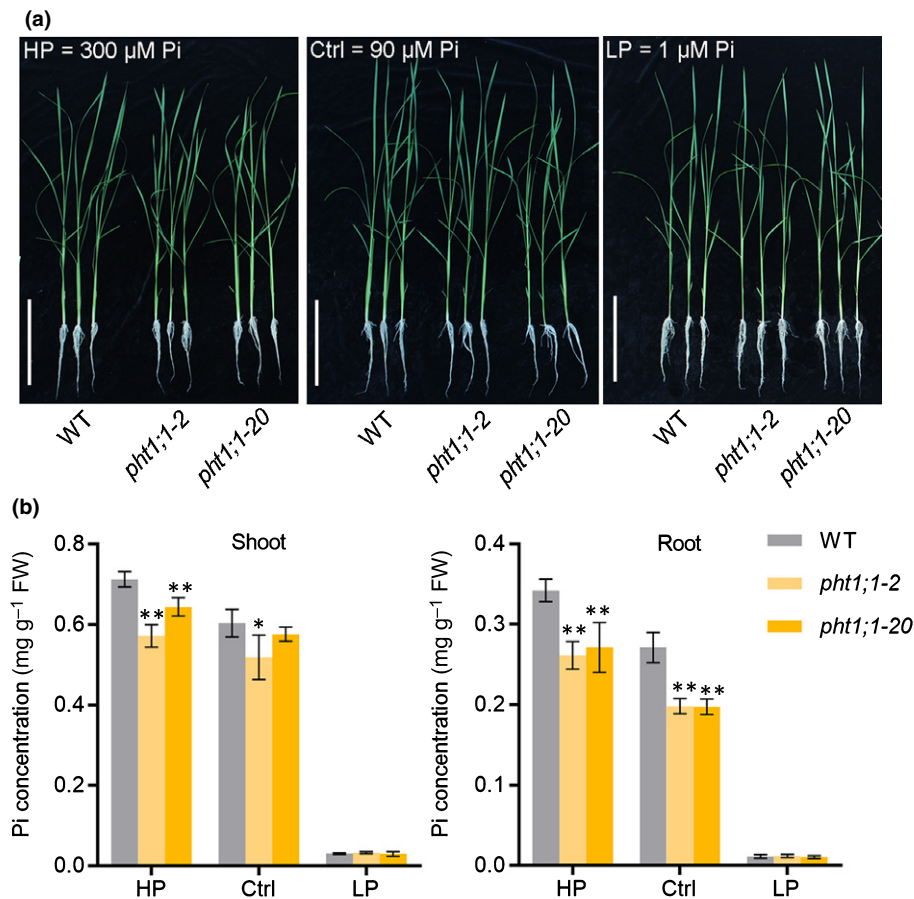 (a)
HP = 300 µM Pi
Ctrl = 90 µM Pi
LP = 1 µM Pi
WT
pht1;1-2
pht1;1-20
WT
pht1;1-2
pht1;1-20
WT
pht1;1-2
pht1;1-20
(b)
Shoot
Pi concentration (mg g⁻¹ FW)
0.8
0.6
0.4
0.2
0.0
**
**
*
HP
Ctrl
LP
Root
Pi concentration (mg g⁻¹ FW)
0.4
0.3
0.2
0.1
0.0
**
**
**
**
HP
Ctrl
LP
WT
pht1;1-2
pht1;1-20